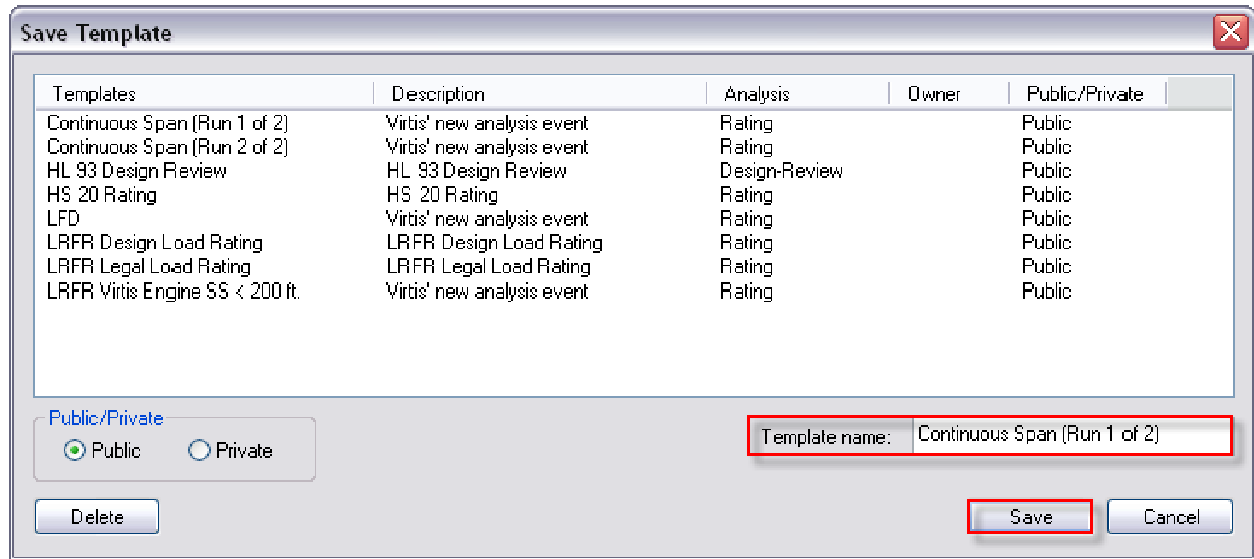 Save Template
Templates Description Analysis Owner Public/Private
Continuous Span (Run 1 of 2) Virtis' new analysis event Rating Public
Continuous Span (Run 2 of 2) Virtis' new analysis event Rating Public
HL 93 Design Review HL 93 Design Review Design-Review Public
HS 20 Rating HS 20 Rating Rating Public
LFD Virtis' new analysis event Rating Public
LRFR Design Load Rating LRFR Design Load Rating Rating Public
LRFR Legal Load Rating LRFR Legal Load Rating Rating Public
LRFR Virtis Engine SS < 200 ft. Virtis' new analysis event Rating Public
Public/Private
Public Private
Template name: Continuous Span (Run 1 of 2)
Delete Save Cancel